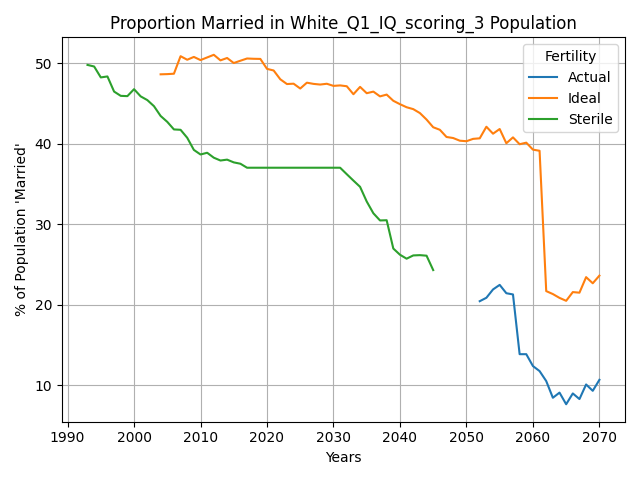 Proportion Married in White_Q1_IQ_scoring_3 Population
Fertility
Actual
Ideal
Sterile
% of Population 'Married'
50
40
30
20
10
1990 2000 2010 2020 2030 2040 2050 2060 2070
Years